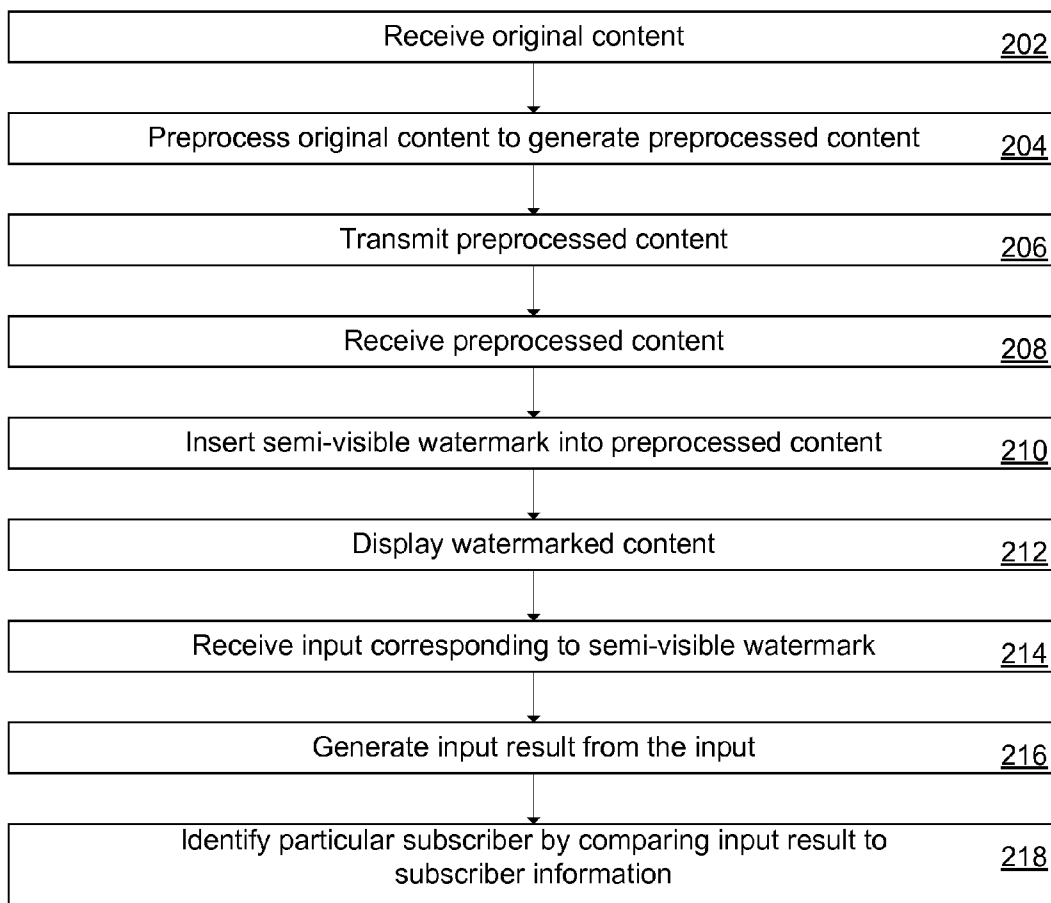 Receive original content
202
Preprocess original content to generate preprocessed content
204
Transmit preprocessed content
206
Receive preprocessed content
208
Insert semi-visible watermark into preprocessed content
210
Display watermarked content
212
Receive input corresponding to semi-visible watermark
214
Generate input result from the input
216
Identify particular subscriber by comparing input result to
subscriber information
218